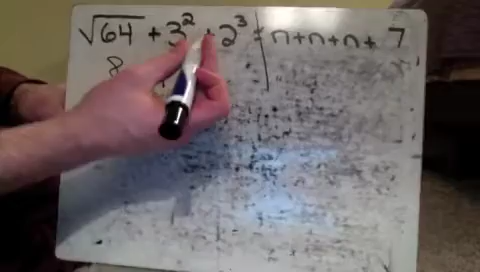 √64 + 3² + 2³ = n + n + n + 7
8